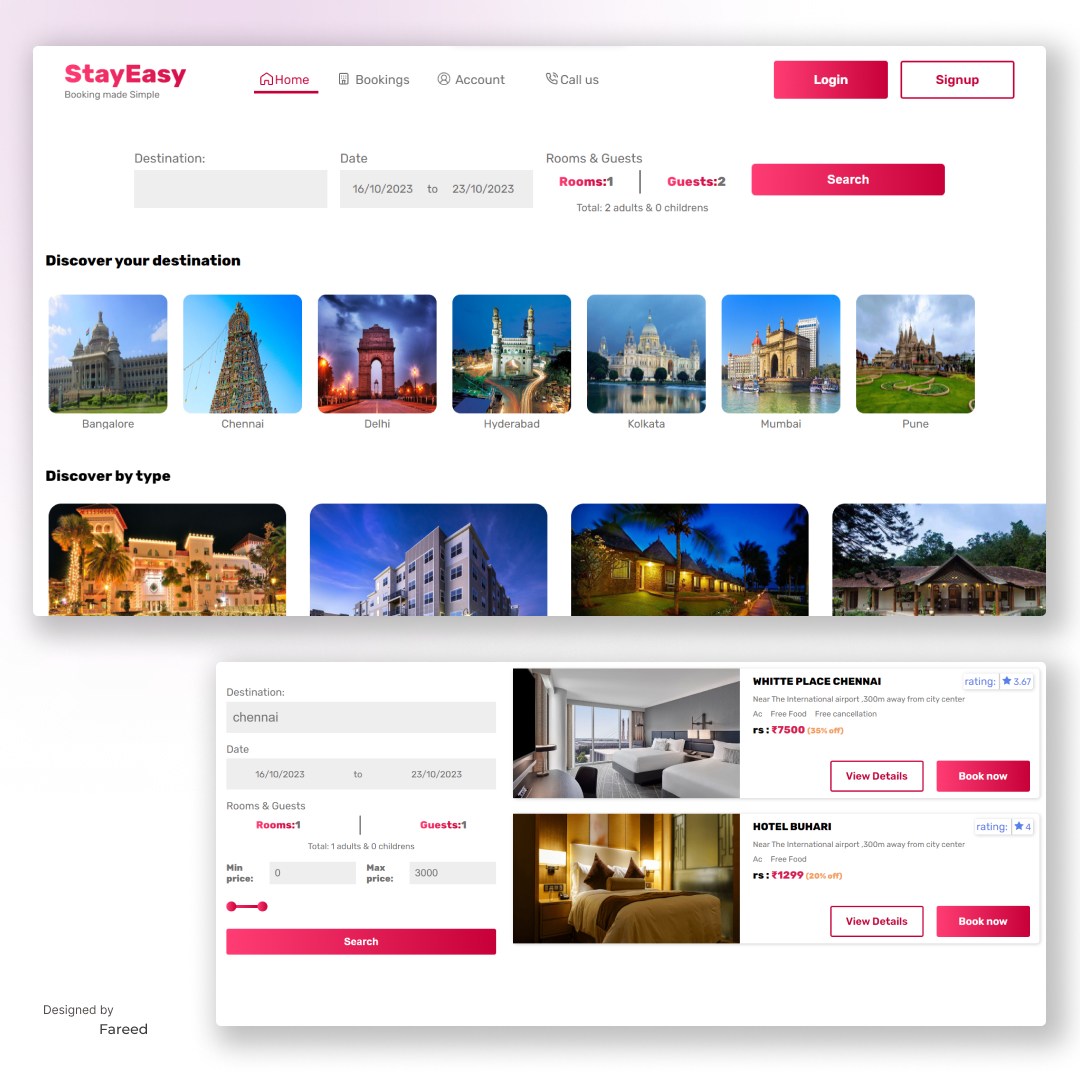 StayEasy
Booking made Simple
Home Bookings Account Call us
Login Signup
Destination: Date Rooms & Guests
16/10/2023 to 23/10/2023 Rooms:1 Guests:2 Search
Total: 2 adults & 0 childrens
Discover your destination
Bangalore Chennai Delhi Hyderabad Kolkata Mumbai Pune
Discover by type
Destination:
chennai
Date
16/10/2023 to 23/10/2023
Rooms & Guests
Rooms:1 Guests:1
Total: 1 adults & 0 childrens
Min price: 0 Max price: 3000
Search
WHITTE PLACE CHENNAI rating: 3.67
Near The International airport ,300m away from city center
Ac Free Food Free cancellation
rs : ₹7500 (35% off)
View Details Book now
HOTEL BUHARI rating: 4
Near The International airport ,300m away from city center
Ac Free Food
rs : ₹1299 (20% off)
View Details Book now
Designed by
Fareed